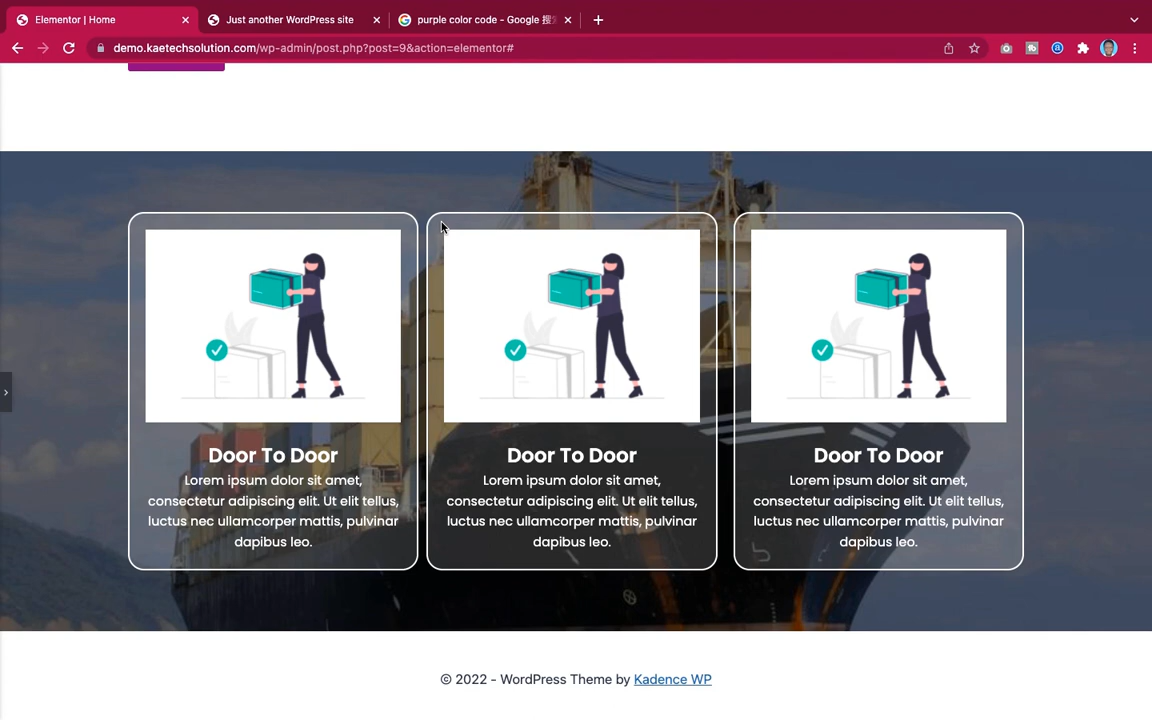 Elementor | Home
Just another WordPress site
purple color code - Google
demo.kaetechsolution.com/wp-admin/post.php?post=9&action=elementor#
Door To Door
Lorem ipsum dolor sit amet,
consectetur adipiscing elit. Ut elit tellus,
luctus nec ullamcorper mattis, pulvinar
dapibus leo.
Door To Door
Lorem ipsum dolor sit amet,
consectetur adipiscing elit. Ut elit tellus,
luctus nec ullamcorper mattis, pulvinar
dapibus leo.
Door To Door
Lorem ipsum dolor sit amet,
consectetur adipiscing elit. Ut elit tellus,
luctus nec ullamcorper mattis, pulvinar
dapibus leo.
© 2022 - WordPress Theme by Kadence WP